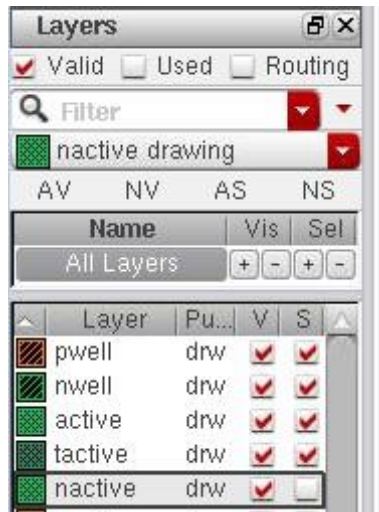 Layers
Valid Used Routing
Filter
nactive drawing
AV NV AS NS
Name Vis Sel
All Layers + - + -
Layer Pu... V S
pwell drw
nwell drw
active drw
tactive drw
nactive drw